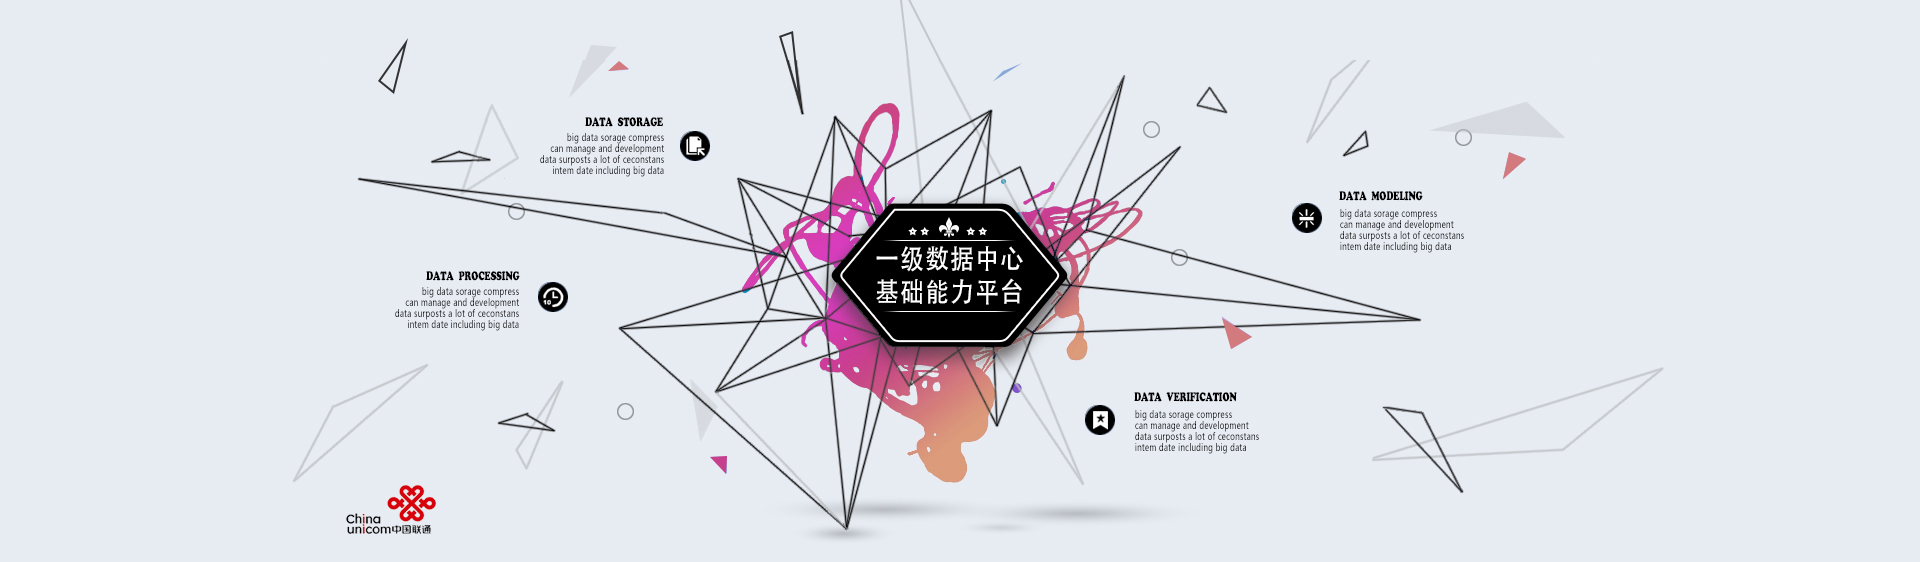 DATA STORAGE
big data sorage compress
can manage and development
data surposts a lot of ceconstans
intem date including big data
DATA PROCESSING
big data sorage compress
can manage and development
data surposts a lot of ceconstans
intem date including big data
10
一级数据中心
基础能力平台
DATA MODELING
big data sorage compress
can manage and development
data surposts a lot of ceconstans
intem date including big data
DATA VERIFICATION
big data sorage compress
can manage and development
data surposts a lot of ceconstans
intem date including big data
China
unicom中国联通